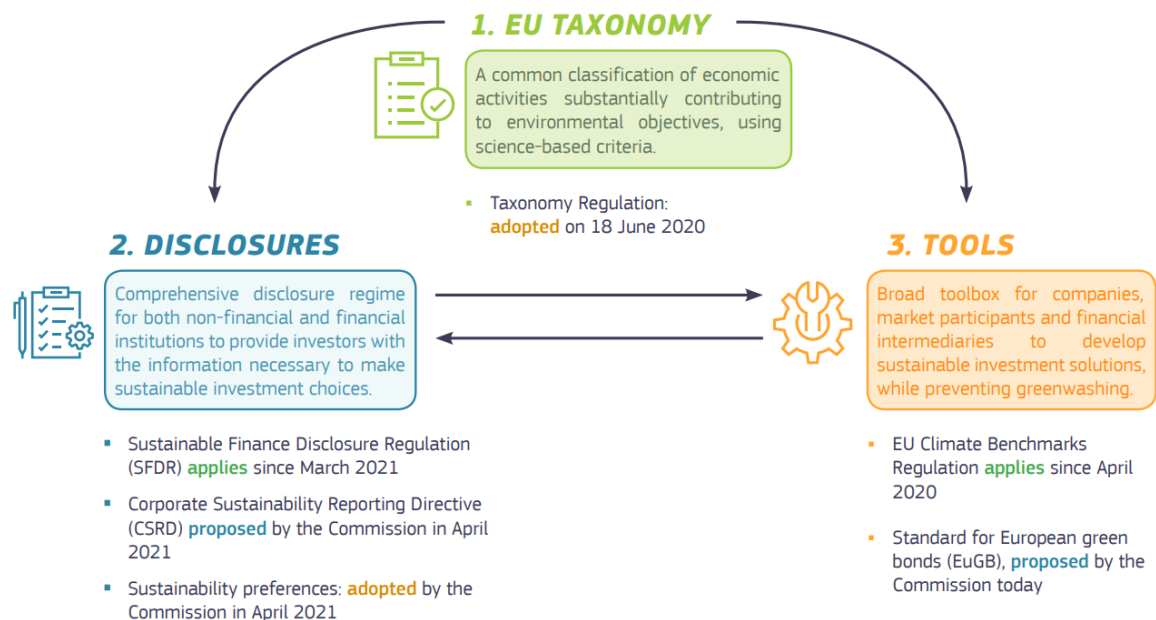 1. EU TAXONOMY
A common classification of economic
activities substantially contributing
to environmental objectives, using
science-based criteria.
▪ Taxonomy Regulation:
adopted on 18 June 2020
2. DISCLOSURES
Comprehensive disclosure regime
for both non-financial and financial
institutions to provide investors with
the information necessary to make
sustainable investment choices.
▪ Sustainable Finance Disclosure Regulation
(SFDR) applies since March 2021
▪ Corporate Sustainability Reporting Directive
(CSRD) proposed by the Commission in April
2021
▪ Sustainability preferences: adopted by the
Commission in April 2021
3. TOOLS
Broad toolbox for companies,
market participants and financial
intermediaries to develop
sustainable investment solutions,
while preventing greenwashing.
▪ EU Climate Benchmarks
Regulation applies since April
2020
▪ Standard for European green
bonds (EuGB), proposed by the
Commission today